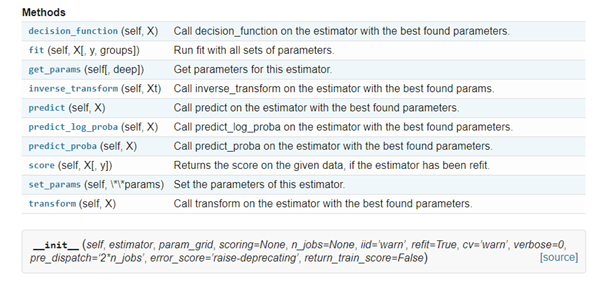 Methods
decision_function (self, X) Call decision_function on the estimator with the best found parameters.
fit (self, X[, y, groups]) Run fit with all sets of parameters.
get_params (self[, deep]) Get parameters for this estimator.
inverse_transform (self, Xt) Call inverse_transform on the estimator with the best found params.
predict (self, X) Call predict on the estimator with the best found parameters.
predict_log_proba (self, X) Call predict_log_proba on the estimator with the best found parameters.
predict_proba (self, X) Call predict_proba on the estimator with the best found parameters.
score (self, X[, y]) Returns the score on the given data, if the estimator has been refit.
set_params (self, \*\*params) Set the parameters of this estimator.
transform (self, X) Call transform on the estimator with the best found parameters.
__init__ (self, estimator, param_grid, scoring=None, n_jobs=None, iid=’warn’, refit=True, cv=’warn’, verbose=0,
pre_dispatch=‘2*n_jobs’, error_score=’raise-deprecating’, return_train_score=False) [source]